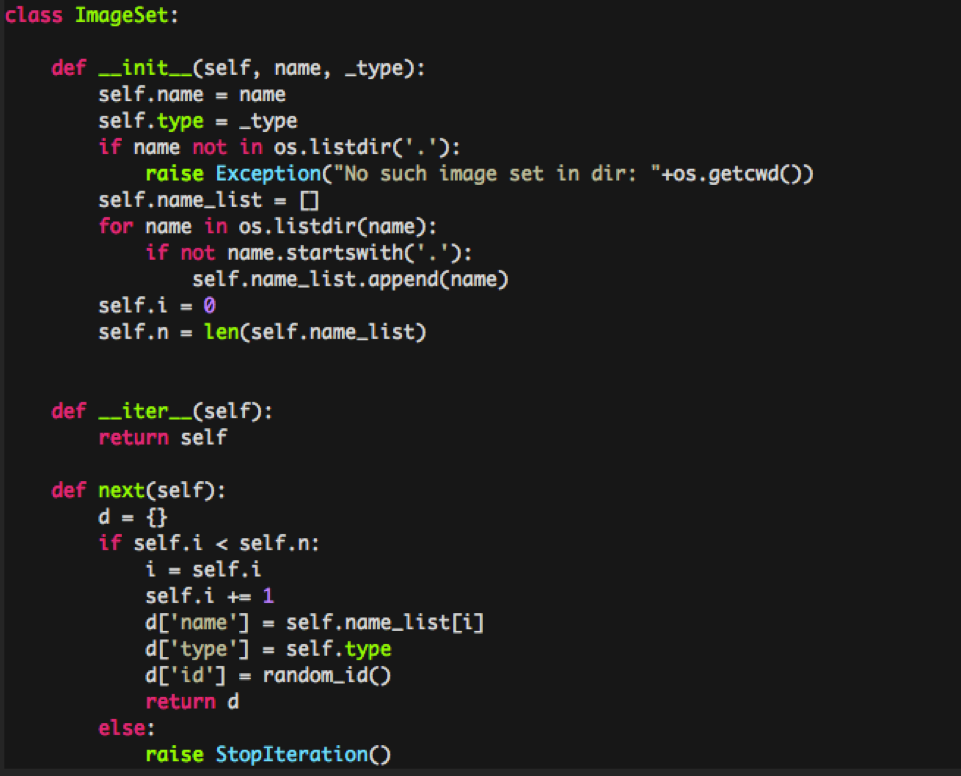 class ImageSet:
def __init__(self, name, _type):
self.name = name
self.type = _type
if name not in os.listdir('.'):
raise Exception("No such image set in dir: "+os.getcwd())
self.name_list = []
for name in os.listdir(name):
if not name.startswith('.'):
self.name_list.append(name)
self.i = 0
self.n = len(self.name_list)
def __iter__(self):
return self
def next(self):
d = {}
if self.i < self.n:
i = self.i
self.i += 1
d['name'] = self.name_list[i]
d['type'] = self.type
d['id'] = random_id()
return d
else:
raise StopIteration()